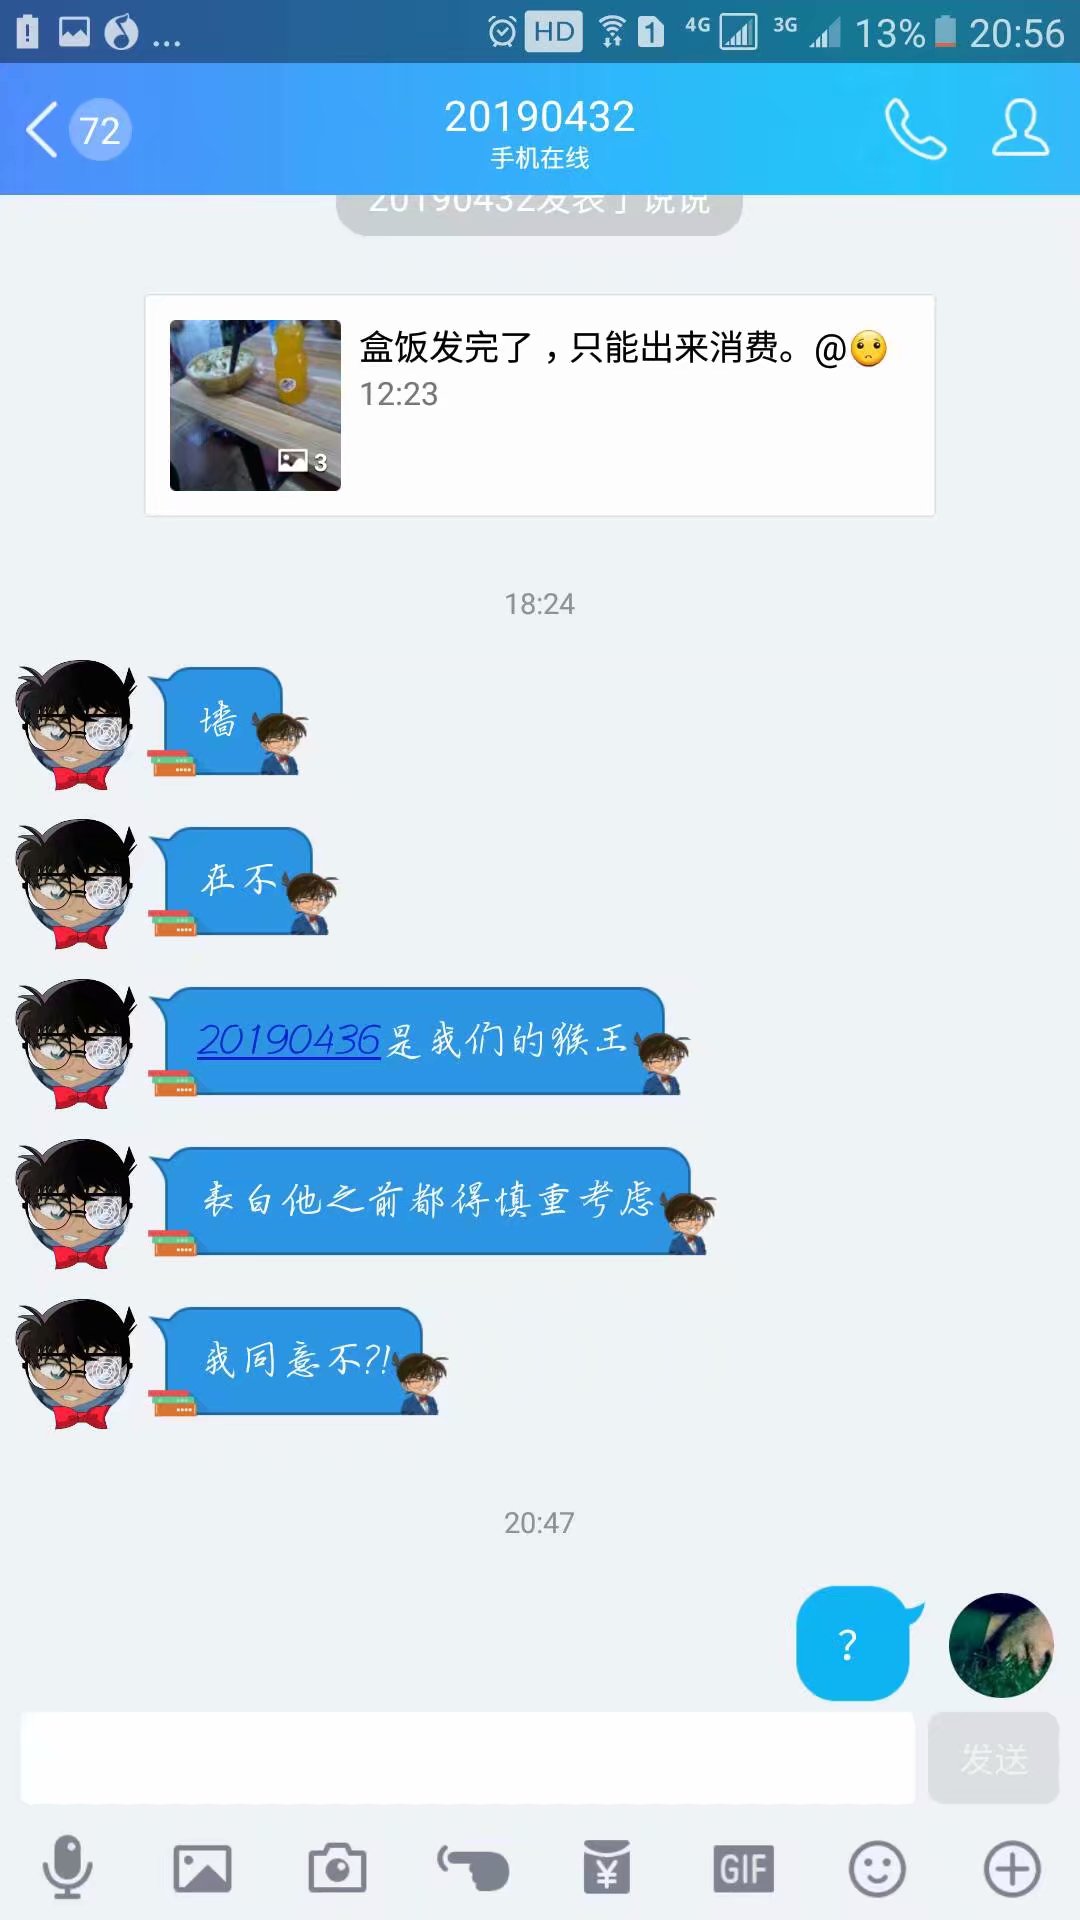 HD 1 4G 3G 13% 20:56
72
20190432
手机在线
20190432发表了说说
盒饭发完了，只能出来消费。@
12:23
3
18:24
墙
在不
20190436是我们的猴王
表白他之前都得慎重考虑
我同意不?!
20:47
？
发送
¥
GIF